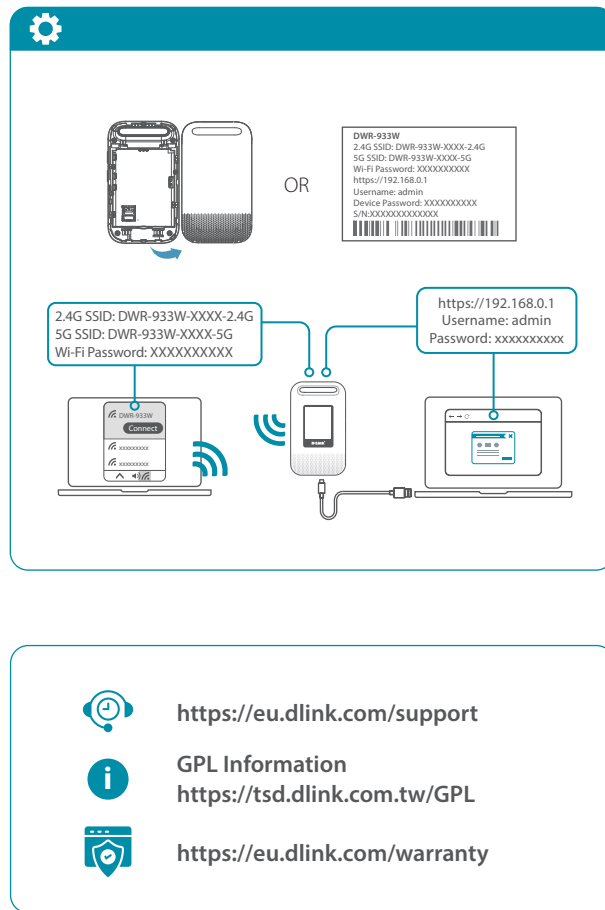 OR
DWR-933W
2.4G SSID: DWR-933W-XXXX-2.4G
5G SSID: DWR-933W-XXXX-5G
Wi-Fi Password: XXXXXXXXXX
https://192.168.0.1
Username: admin
Device Password: XXXXXXXXXX
S/N:XXXXXXXXXXXXXX
2.4G SSID: DWR-933W-XXXX-2.4G
5G SSID: DWR-933W-XXXX-5G
Wi-Fi Password: XXXXXXXXXX
https://192.168.0.1
Username: admin
Password: xxxxxxxxxx
DWR-933W
Connect
xxxxxxxxx
xxxxxxxxx
D-Link
https://eu.dlink.com/support
i
GPL Information
https://tsd.dlink.com.tw/GPL
https://eu.dlink.com/warranty